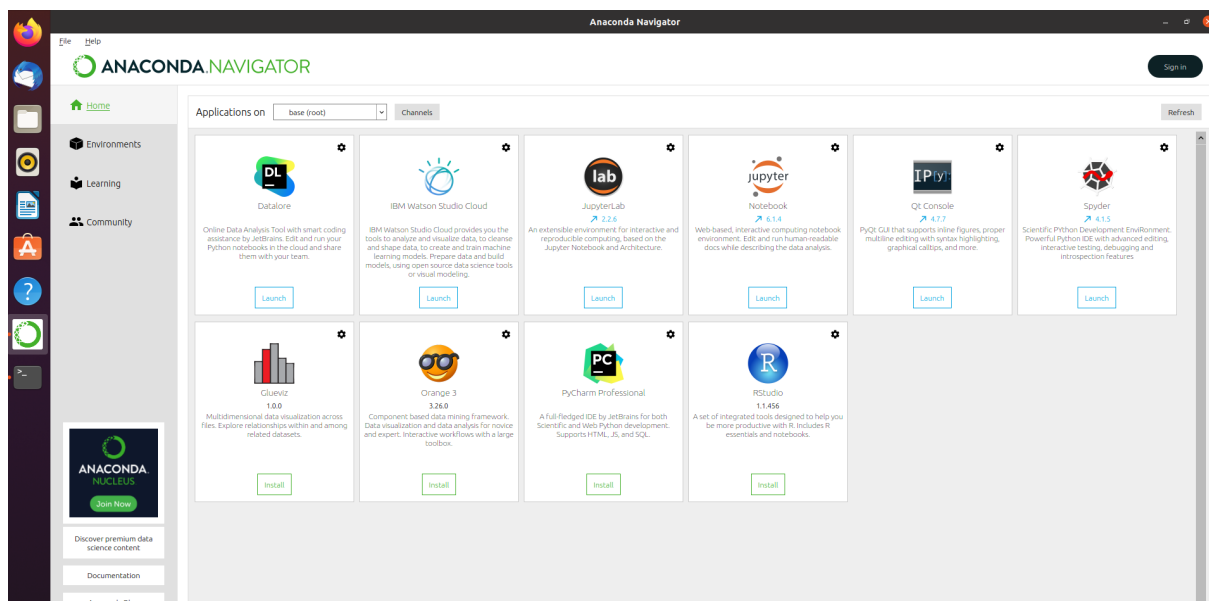 Anaconda Navigator
File Help
ANACONDA.NAVIGATOR
Sign in
Home
Environments
Learning
Community
Applications on base (root) Channels Refresh
DL
Datalore
Online Data Analysis Tool with smart coding
assistance by JetBrains. Edit and run your
Python notebooks in the cloud and share
them with your team.
Launch
IBM Watson Studio Cloud
IBM Watson Studio Cloud provides you the
tools to analyze and visualize data, to cleanse
and shape data, to create and train machine
learning models. Prepare data and build
models, using open source data science tools
or visual modeling.
Launch
lab
JupyterLab
2.2.6
An extensible environment for interactive and
reproducible computing, based on the
Jupyter Notebook and Architecture.
Launch
jupyter
Notebook
6.1.4
Web-based, interactive computing notebook
environment. Edit and run human-readable
docs while describing the data analysis.
Launch
IP[y]:
Qt Console
4.7.7
PyQt GUI that supports inline figures, proper
multiline editing with syntax highlighting,
graphical calltips, and more.
Launch
Spyder
4.1.5
Scientific PYthon Development EnviRonment.
Powerful Python IDE with advanced editing,
interactive testing, debugging and
introspection features
Launch
Glueviz
1.0.0
Multidimensional data visualization across
files. Explore relationships within and among
related datasets.
Install
Orange 3
3.26.0
Component based data mining framework.
Data visualization and data analysis for novice
and expert. Interactive workflows with a large
toolbox.
Install
PC
PyCharm Professional
A full-fledged IDE by JetBrains for both
Scientific and Web Python development.
Supports HTML, JS, and SQL.
Install
R
RStudio
1.1.456
A set of integrated tools designed to help you
be more productive with R. Includes R
essentials and notebooks.
Install
ANACONDA.
NUCLEUS
Join Now
Discover premium data
science content
Documentation